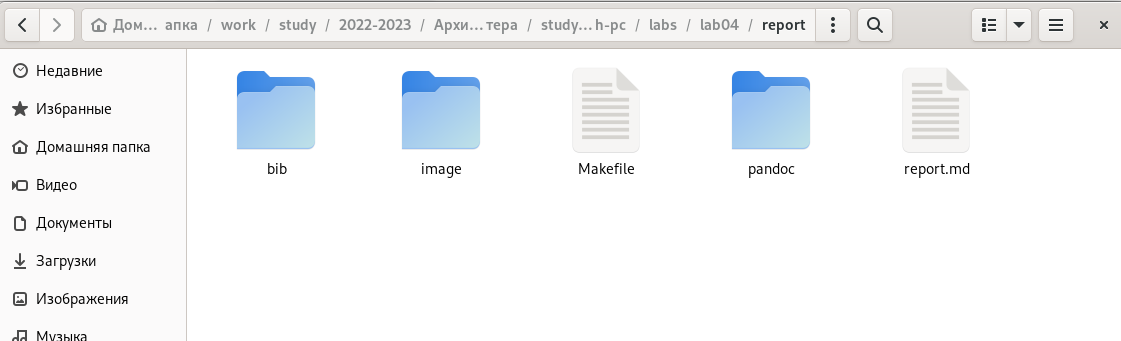 Дом… апка / work / study / 2022-2023 / Архи…тера / study…h-pc / labs / lab04 / report
Недавние
Избранные
Домашняя папка
Видео
Документы
Загрузки
Изображения
Музыка
bib
image
Makefile
pandoc
report.md